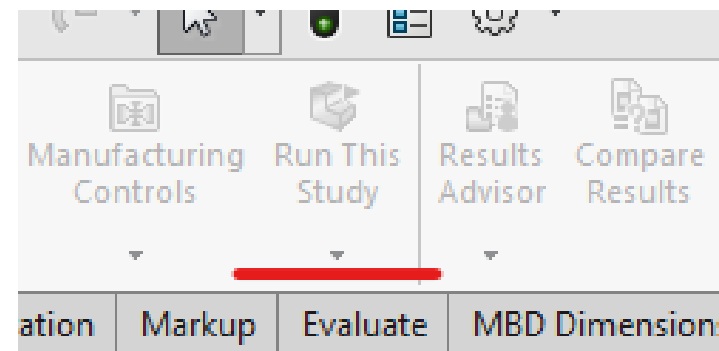 Manufacturing
Controls
Run This
Study
Results
Advisor
Compare
Results
ation
Markup
Evaluate
MBD Dimension